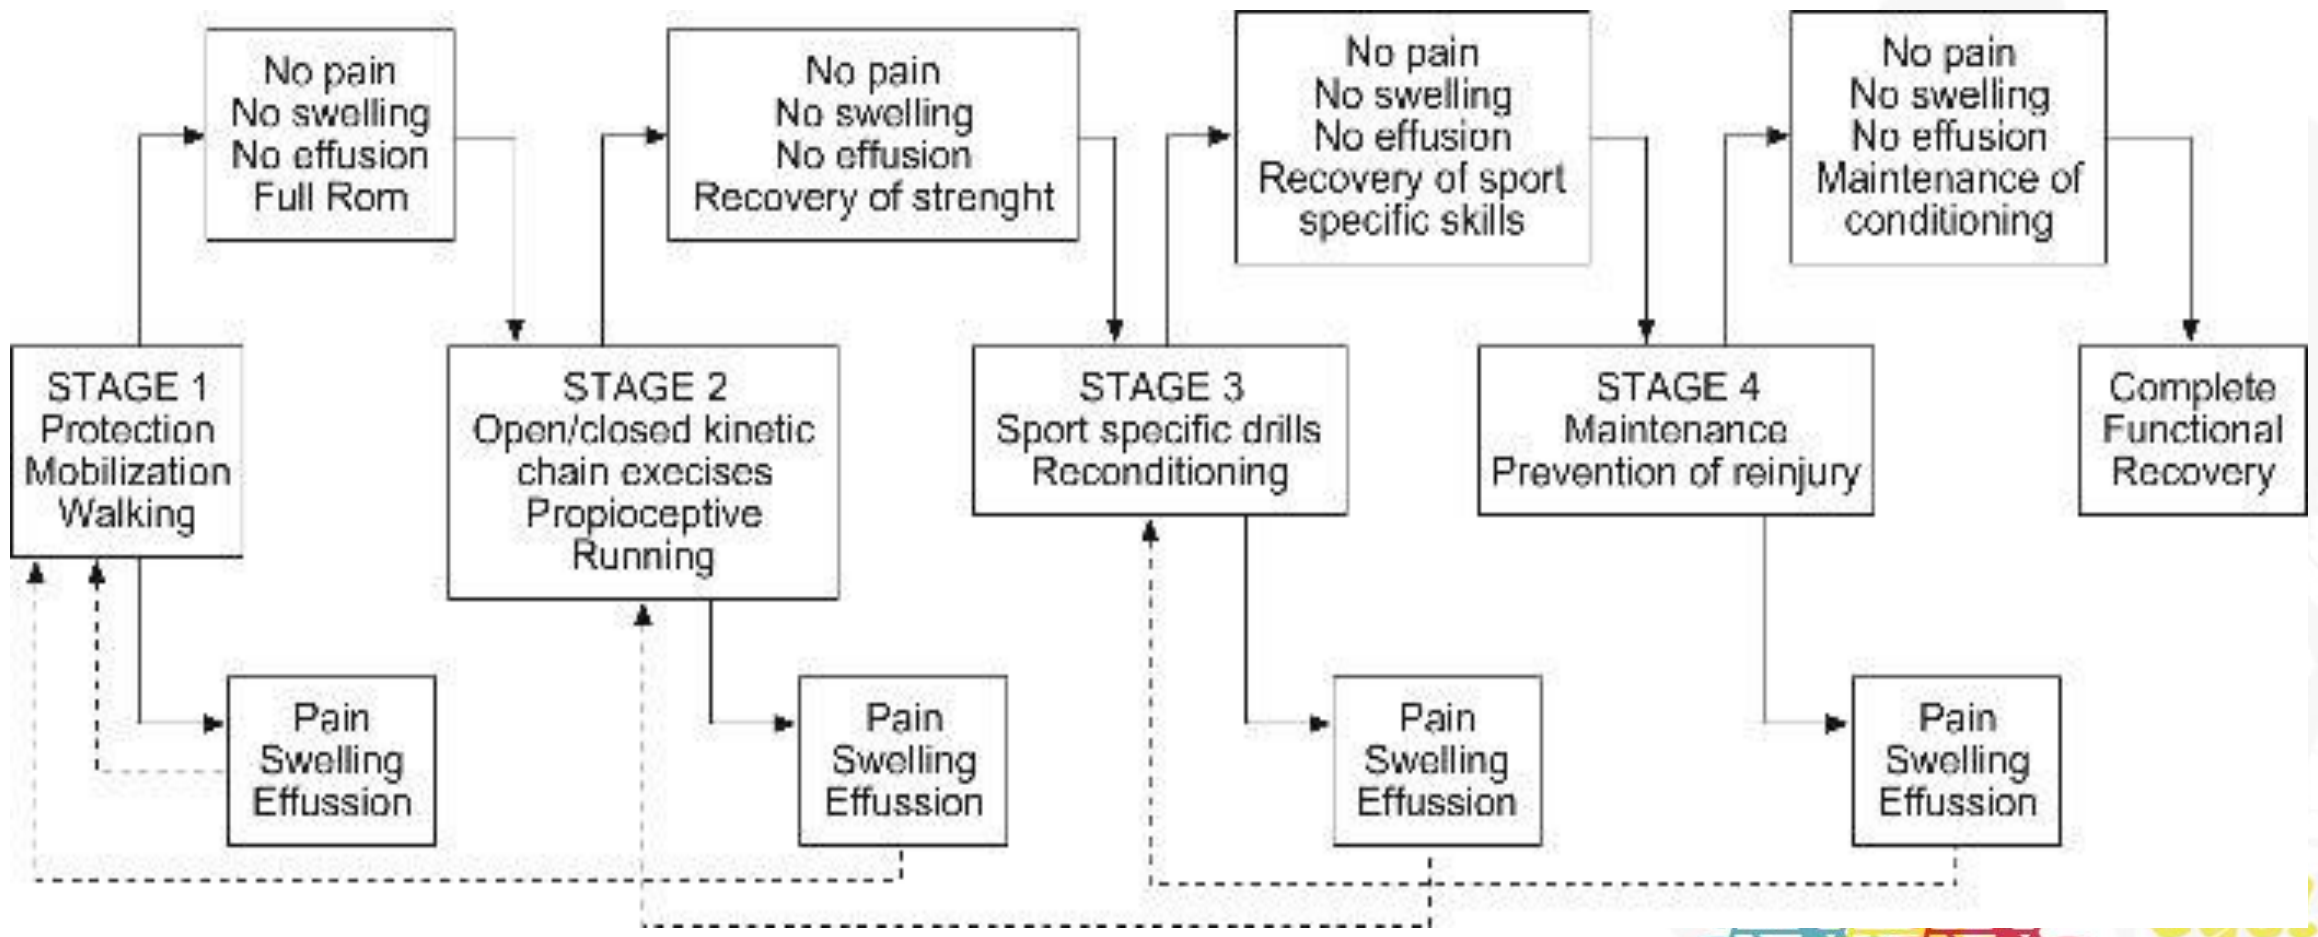 No pain
No swelling
No effusion
Full Rom
No pain
No swelling
No effusion
Recovery of strenght
No pain
No swelling
No effusion
Recovery of sport
specific skills
No pain
No swelling
No effusion
Maintenance of
conditioning
STAGE 1
Protection
Mobilization
Walking
STAGE 2
Open/closed kinetic
chain execises
Propioceptive
Running
STAGE 3
Sport specific drills
Reconditioning
STAGE 4
Maintenance
Prevention of reinjury
Complete
Functional
Recovery
Pain
Swelling
Effussion
Pain
Swelling
Effussion
Pain
Swelling
Effussion
Pain
Swelling
Effussion